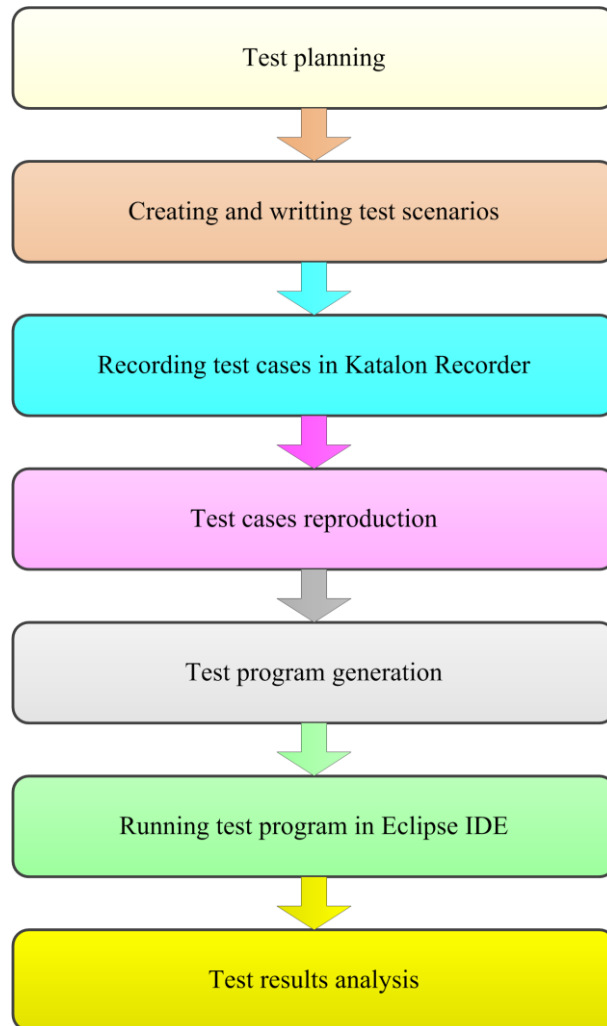 Test planning
Creating and writting test scenarios
Recording test cases in Katalon Recorder
Test cases reproduction
Test program generation
Running test program in Eclipse IDE
Test results analysis